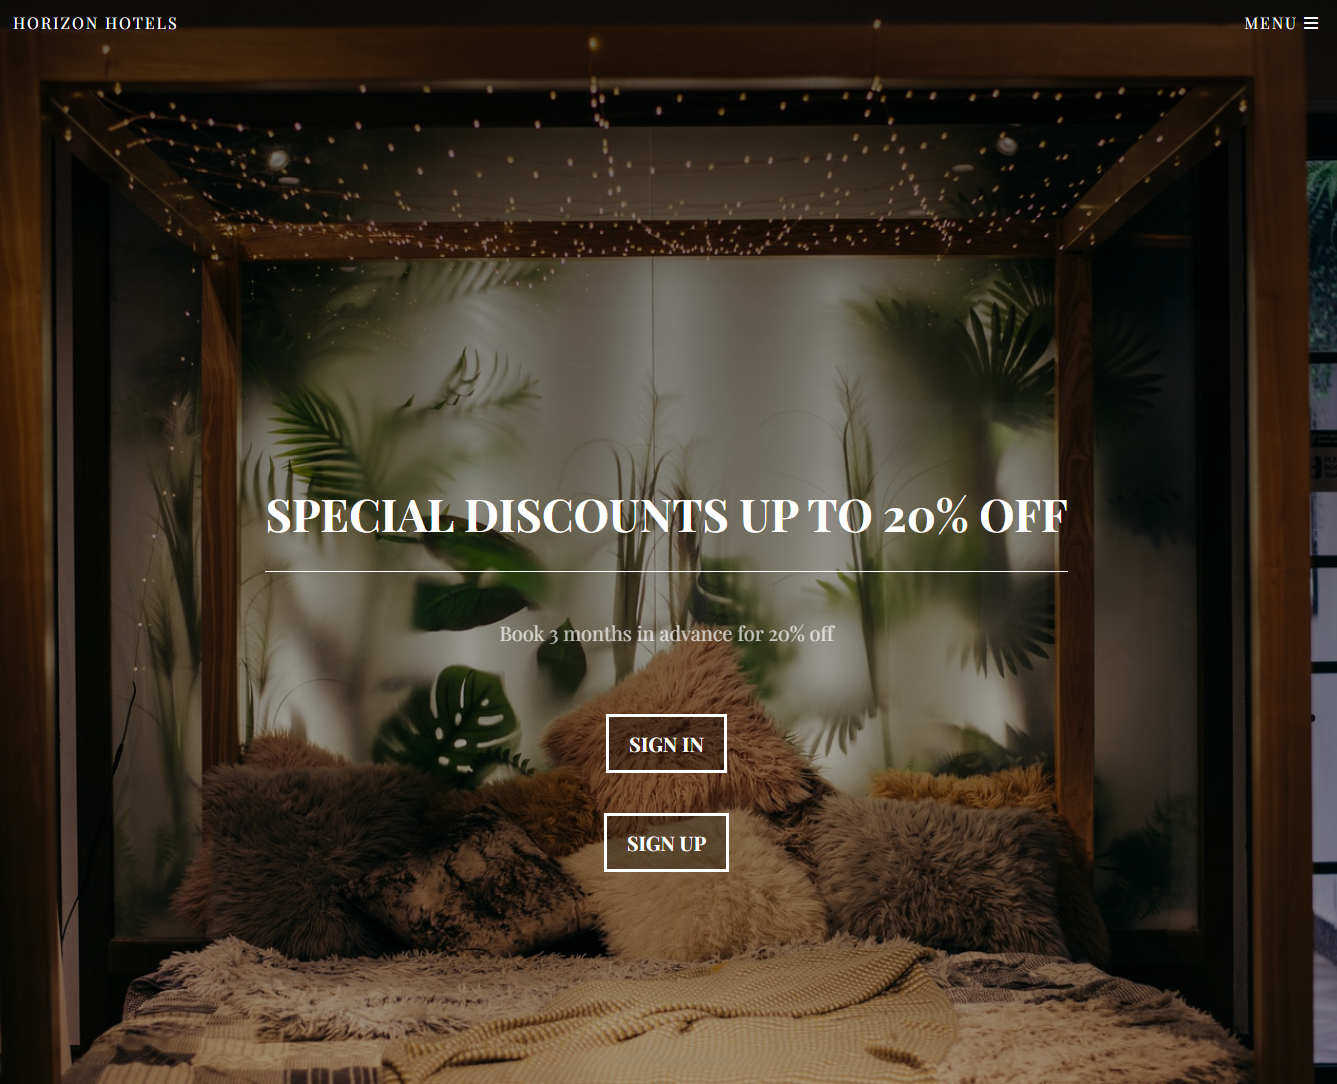 HORIZON HOTELS
MENU
SPECIAL DISCOUNTS UP TO 20% OFF
Book 3 months in advance for 20% off
SIGN IN
SIGN UP